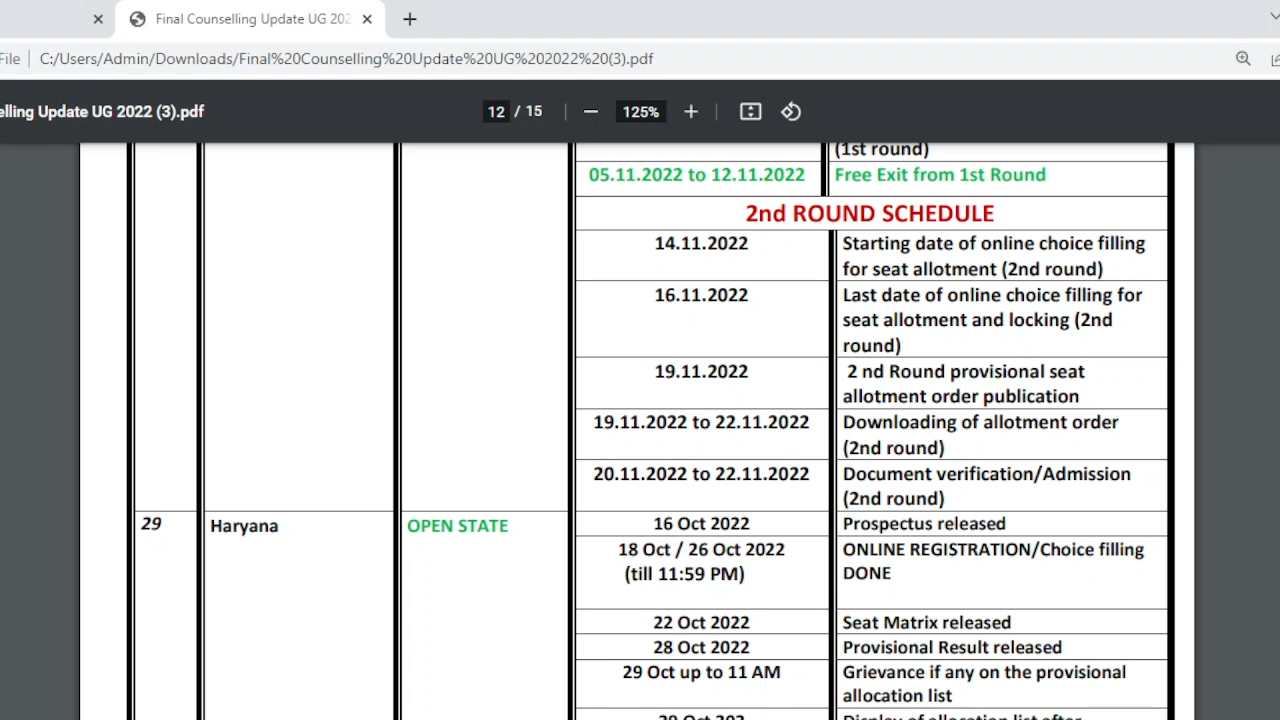 Final Counselling Update UG 202
File
C:/Users/Admin/Downloads/Final%20Counselling%20Update%20UG%202022%20(3).pdf
elling Update UG 2022 (3).pdf
12 / 15
125%
(1st round)
05.11.2022 to 12.11.2022 Free Exit from 1st Round
2nd ROUND SCHEDULE
14.11.2022 Starting date of online choice filling
for seat allotment (2nd round)
16.11.2022 Last date of online choice filling for
seat allotment and locking (2nd
round)
19.11.2022 2 nd Round provisional seat
allotment order publication
19.11.2022 to 22.11.2022 Downloading of allotment order
(2nd round)
20.11.2022 to 22.11.2022 Document verification/Admission
(2nd round)
29 Haryana OPEN STATE 16 Oct 2022 Prospectus released
18 Oct / 26 Oct 2022 ONLINE REGISTRATION/Choice filling
(till 11:59 PM) DONE
22 Oct 2022 Seat Matrix released
28 Oct 2022 Provisional Result released
29 Oct up to 11 AM Grievance if any on the provisional
allocation list
Display of allocation list after